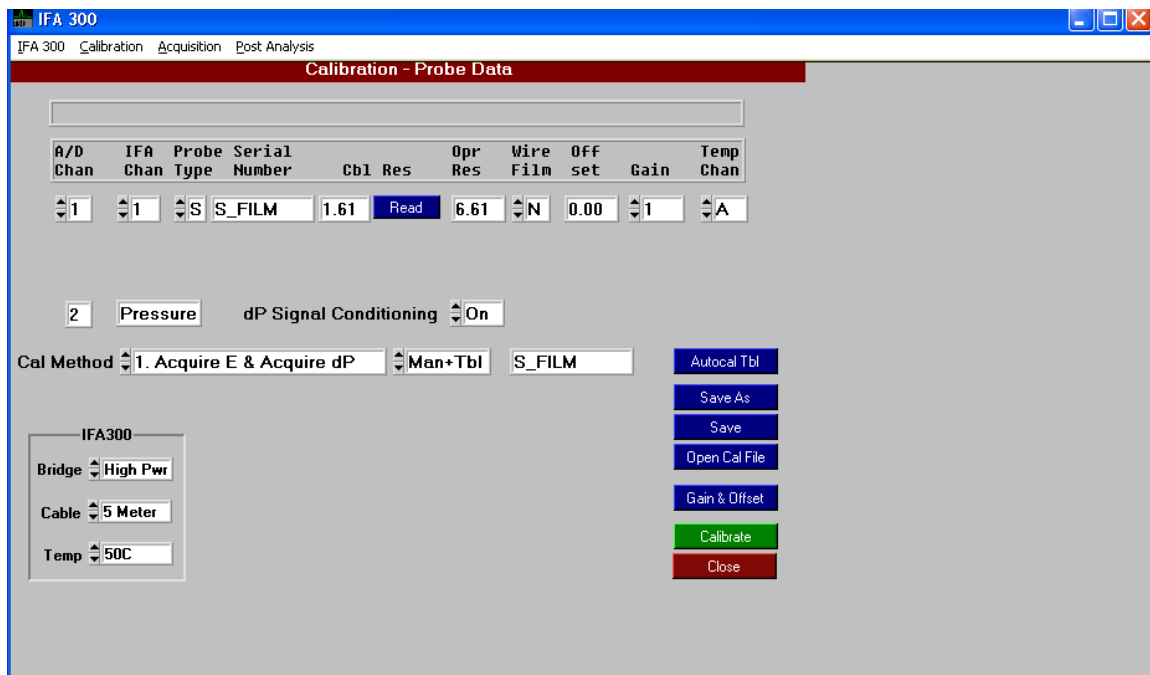 IFA 300
IFA 300 Calibration Acquisition Post Analysis
Calibration - Probe Data
A/D IFA Probe Serial Opr Wire Off Temp
Chan Chan Type Number Cbl Res Res Film set Gain Chan
1 1 S S_FILM 1.61 Read 6.61 N 0.00 1 A
2 Pressure dP Signal Conditioning On
Cal Method 1. Acquire E & Acquire dP Man+Tbl S_FILM Autocal Tbl
Save As
IFA300 Save
Bridge High Pwr Open Cal File
Cable 5 Meter Gain & Offset
Temp 50C Calibrate
Close